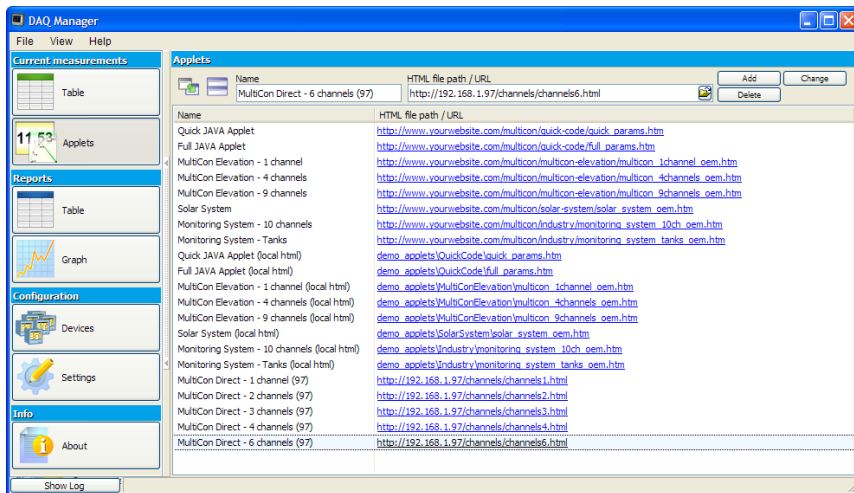 DAQ Manager
File View Help
Current measurements
Table
11 53
Applets
Reports
Table
Graph
Configuration
Devices
Settings
Info
About
Show Log
Applets
Name HTML file path / URL
MultiCon Direct - 6 channels (97) http://192.168.1.97/channels/channels6.html Add Change
Delete
Name HTML file path / URL
Quick JAVA Applet http://www.yourwebsite.com/multicon/quick-code/quick_params.htm
Full JAVA Applet http://www.yourwebsite.com/multicon/quick-code/full_params.htm
MultiCon Elevation - 1 channel http://www.yourwebsite.com/multicon/multicon-elevation/multicon_1channel_oem.htm
MultiCon Elevation - 4 channels http://www.yourwebsite.com/multicon/multicon-elevation/multicon_4channels_oem.htm
MultiCon Elevation - 9 channels http://www.yourwebsite.com/multicon/multicon-elevation/multicon_9channels_oem.htm
Solar System http://www.yourwebsite.com/multicon/solar-system/solar_system_oem.htm
Monitoring System - 10 channels http://www.yourwebsite.com/multicon/industry/monitoring_system_10ch_oem.htm
Monitoring System - Tanks http://www.yourwebsite.com/multicon/industry/monitoring_system_tanks_oem.htm
Quick JAVA Applet (local html) demo_applets\QuickCode\quick_params.htm
Full JAVA Applet (local html) demo_applets\QuickCode\full_params.htm
MultiCon Elevation - 1 channel (local html) demo_applets\MultiConElevation\multicon_1channel_oem.htm
MultiCon Elevation - 4 channels (local html) demo_applets\MultiConElevation\multicon_4channels_oem.htm
MultiCon Elevation - 9 channels (local html) demo_applets\MultiConElevation\multicon_9channels_oem.htm
Solar System (local html) demo_applets\SolarSystem\solar_system_oem.htm
Monitoring System - 10 channels (local html) demo_applets\Industry\monitoring_system_10ch_oem.htm
Monitoring System - Tanks (local html) demo_applets\Industry\monitoring_system_tanks_oem.htm
MultiCon Direct - 1 channel (97) http://192.168.1.97/channels/channels1.html
MultiCon Direct - 2 channels (97) http://192.168.1.97/channels/channels2.html
MultiCon Direct - 3 channels (97) http://192.168.1.97/channels/channels3.html
MultiCon Direct - 4 channels (97) http://192.168.1.97/channels/channels4.html
MultiCon Direct - 6 channels (97) http://192.168.1.97/channels/channels6.html